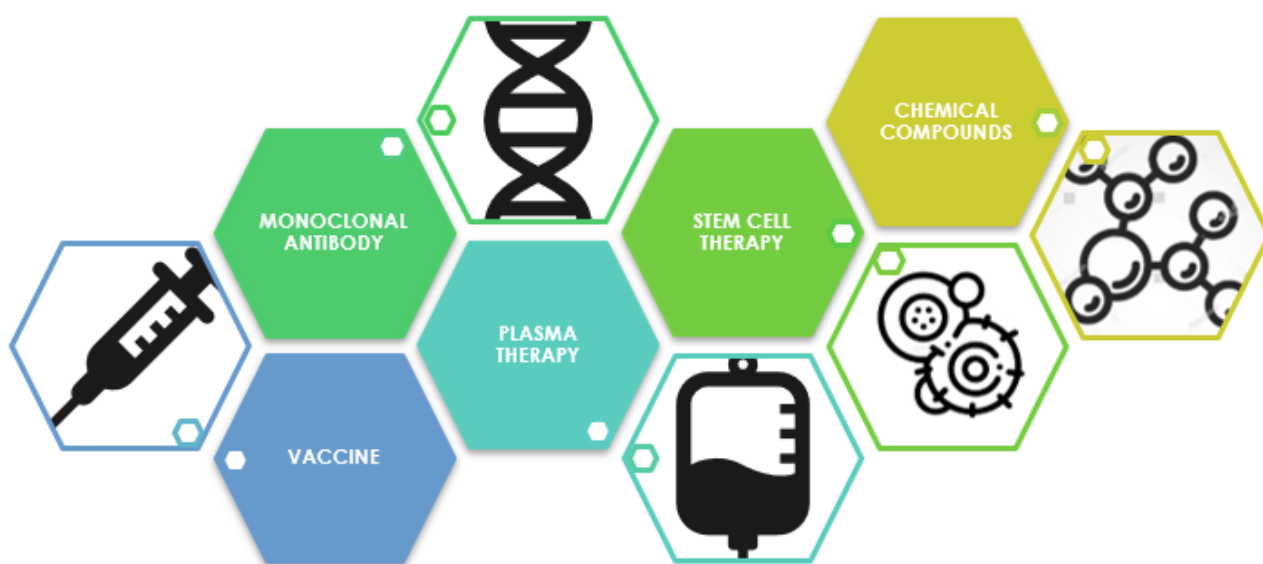 CHEMICAL
COMPOUNDS
MONOCLONAL
ANTIBODY
STEM CELL
THERAPY
PLASMA
THERAPY
VACCINE